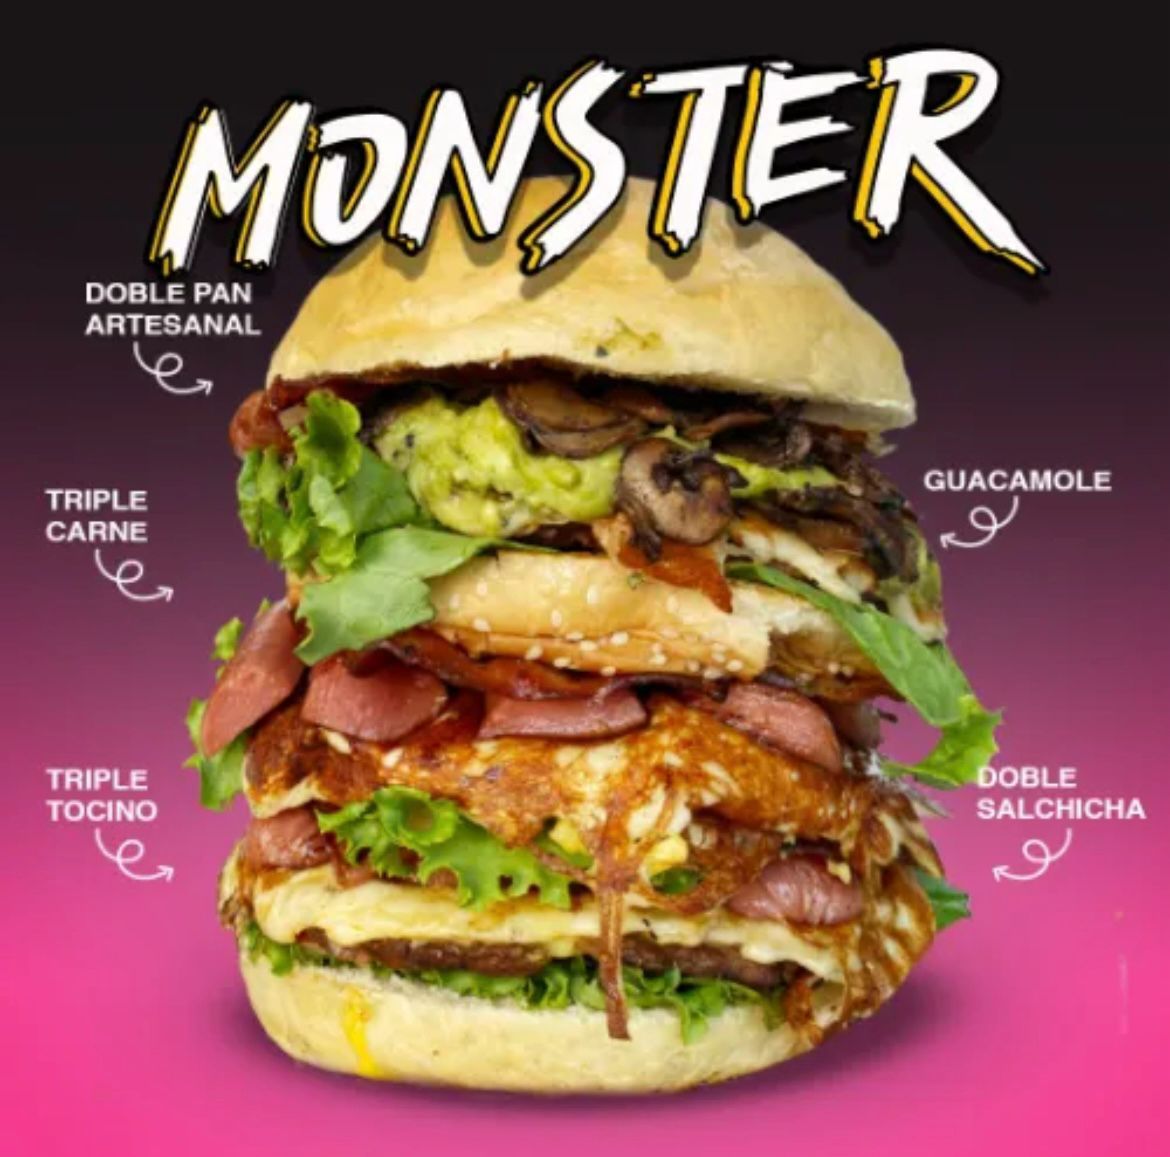 MONSTER
DOBLE PAN
ARTESANAL
TRIPLE
CARNE
GUACAMOLE
TRIPLE
TOCINO
DOBLE
SALCHICHA